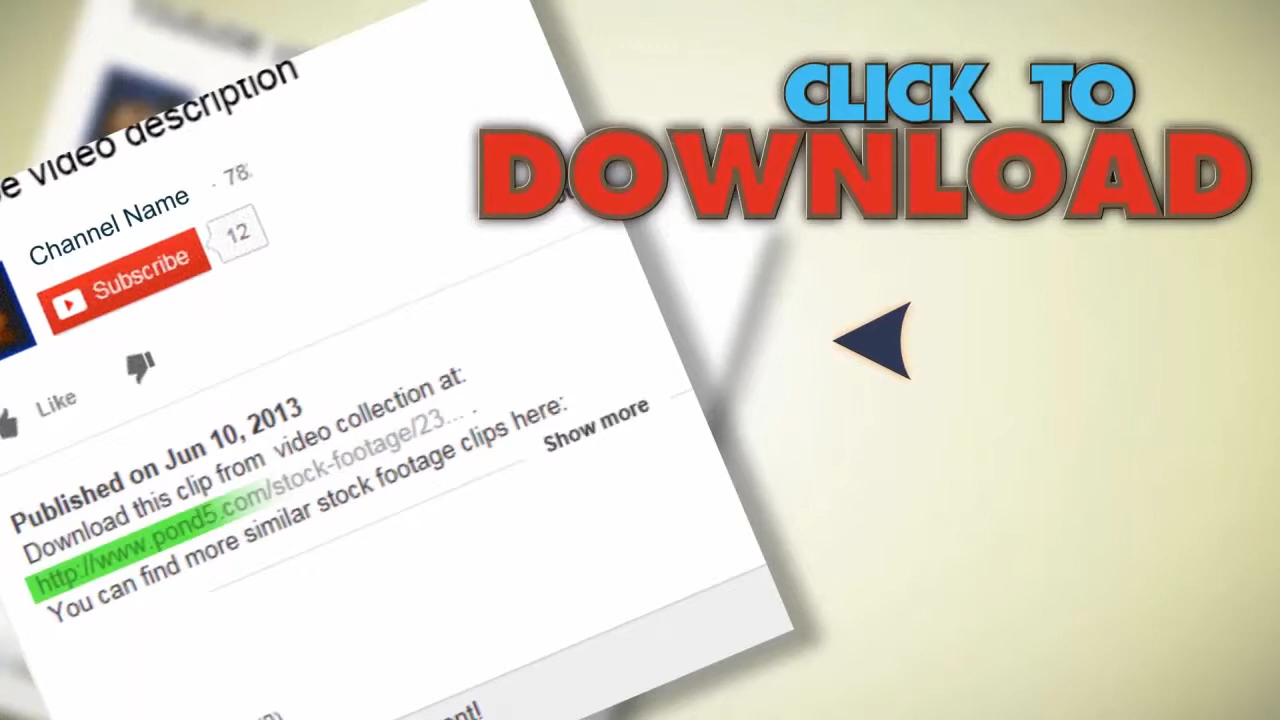 CLICK TO
DOWNLOAD
e video description
Channel Name
78
Subscribe
12
Like
Published on Jun 10, 2013
Download this clip from video collection at:
http://www.pond5.com/stock-footage/23... .
You can find more similar stock footage clips here:
Show more